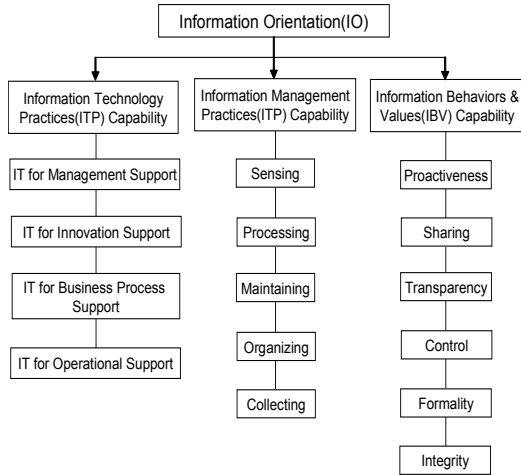 Information Orientation(IO)
Information Technology
Practices(ITP) Capability
IT for Management Support
IT for Innovation Support
IT for Business Process
Support
IT for Operational Support
Information Management
Practices(ITP) Capability
Sensing
Processing
Maintaining
Organizing
Collecting
Information Behaviors &
Values(IBV) Capability
Proactiveness
Sharing
Transparency
Control
Formality
Integrity